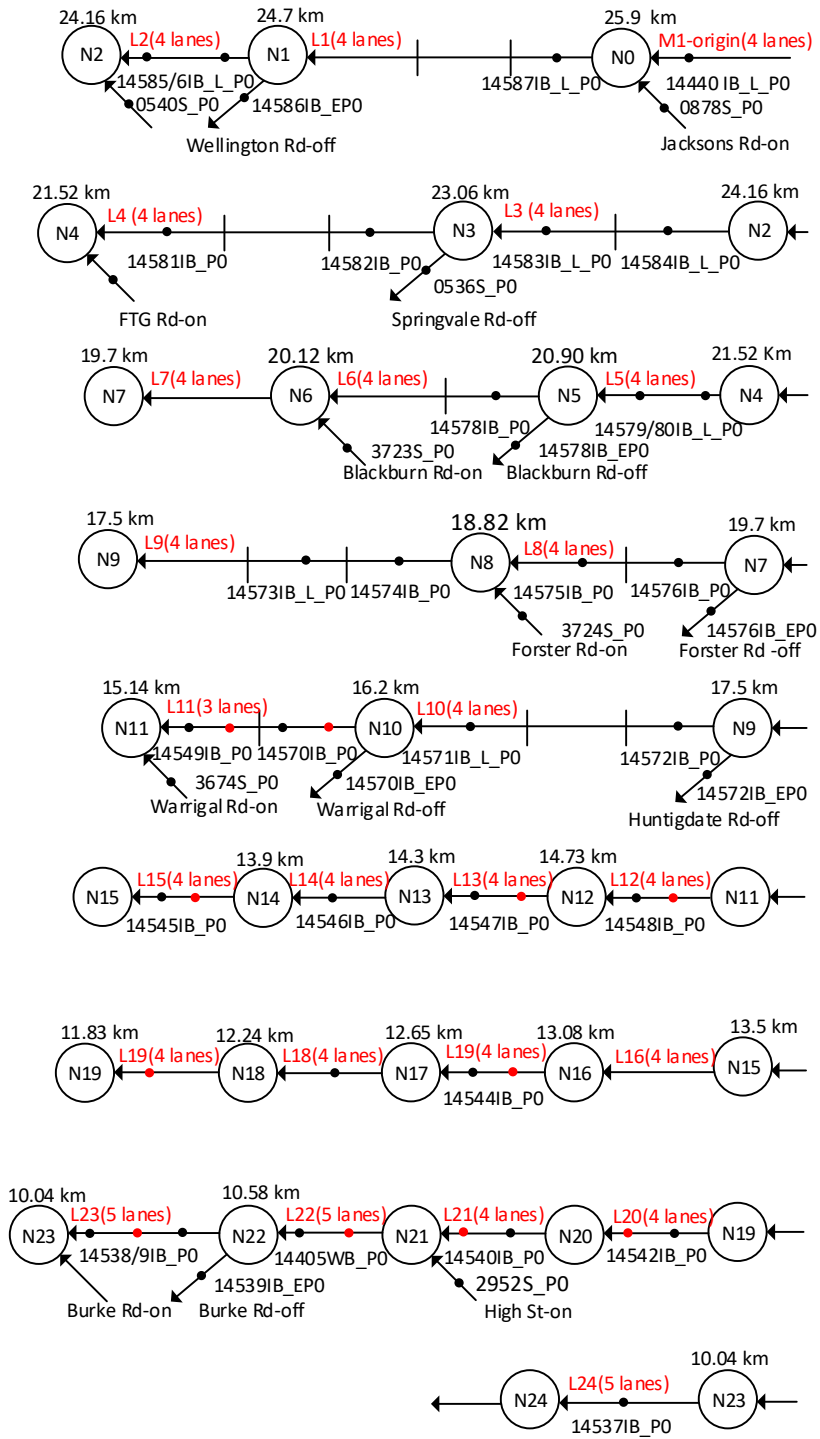 24.16 km 24.7 km 25.9 km
L2(4 lanes) L1(4 lanes) M1-origin(4 lanes)
N2 N1 N0
14585/6IB_L_P0 14587IB_L_P0 14440 IB_L_P0
0540S_P0 14586IB_EP0 0878S_P0
Wellington Rd-off Jacksons Rd-on
21.52 km 23.06 km 24.16 km
L4 (4 lanes) L3 (4 lanes)
N4 N3 N2
14581IB_P0 14582IB_P0 14583IB_L_P0 14584IB_L_P0
0536S_P0
FTG Rd-on Springvale Rd-off
19.7 km 20.12 km 20.90 km 21.52 Km
L7(4 lanes) L6(4 lanes) L5(4 lanes)
N7 N6 N5 N4
14578IB_P0 14579/80IB_L_P0
3723S_P0 14578IB_EP0
Blackburn Rd-on Blackburn Rd-off
17.5 km 18.82 km 19.7 km
L9(4 lanes) L8(4 lanes)
N9 N8 N7
14573IB_L_P0 14574IB_P0 14575IB_P0 14576IB_P0
3724S_P0 14576IB_EP0
Forster Rd-on Forster Rd -off
15.14 km 16.2 km 17.5 km
L11(3 lanes) L10(4 lanes)
N11 N10 N9
14549IB_P0 14570IB_P0 14571IB_L_P0 14572IB_P0
3674S_P0 14570IB_EP0 14572IB_EP0
Warrigal Rd-on Warrigal Rd-off Huntigdate Rd-off
13.9 km 14.3 km 14.73 km
L15(4 lanes) L14(4 lanes) L13(4 lanes) L12(4 lanes)
N15 N14 N13 N12 N11
14545IB_P0 14546IB_P0 14547IB_P0 14548IB_P0
11.83 km 12.24 km 12.65 km 13.08 km 13.5 km
L19(4 lanes) L18(4 lanes) L19(4 lanes) L16(4 lanes)
N19 N18 N17 N16 N15
14544IB_P0
10.04 km 10.58 km
L23(5 lanes) L22(5 lanes) L21(4 lanes) L20(4 lanes)
N23 N22 N21 N20 N19
14538/9IB_P0 14405WB_P0 14540IB_P0 14542IB_P0
14539IB_EP0 2952S_P0
Burke Rd-on Burke Rd-off High St-on
10.04 km
L24(5 lanes)
N24 N23
14537IB_P0